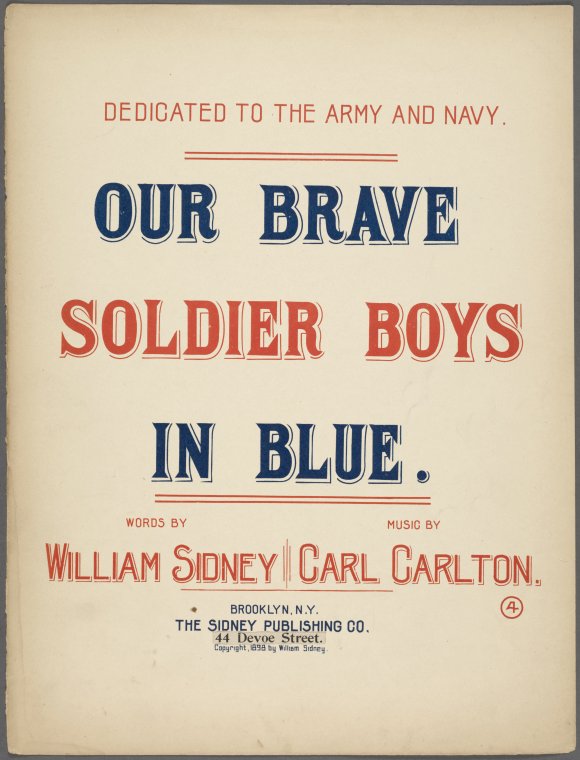 DEDICATED TO THE ARMY AND NAVY.
OUR BRAVE
SOLDIER BOYS
IN BLUE.
WORDS BY MUSIC BY
WILLIAM SIDNEY CARL CARLTON.
4
BROOKLYN, N.Y.
THE SIDNEY PUBLISHING CO.
44 Devoe Street.
Copyright, 1898 by William Sidney.